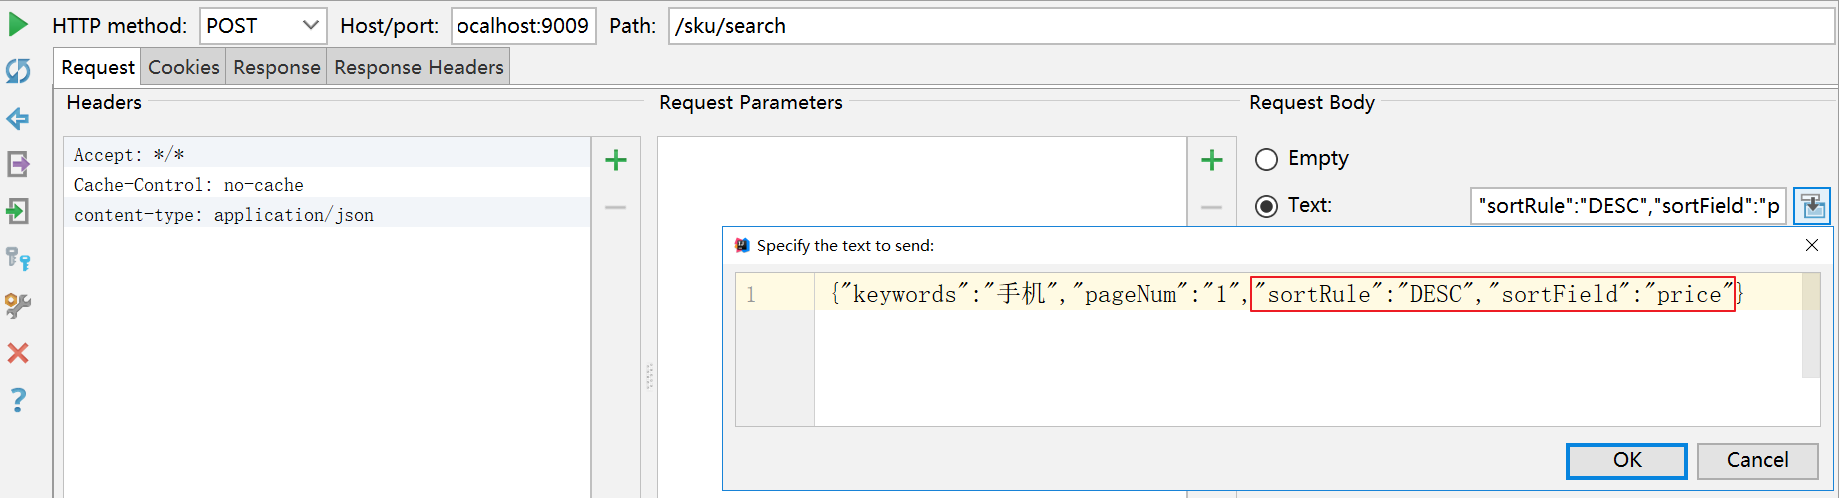 HTTP method: POST Host/port: ocalhost:9009 Path: /sku/search
Request Cookies Response Response Headers
Headers Request Parameters Request Body
Accept: */*
Cache-Control: no-cache
content-type: application/json
Empty
Text: "sortRule":"DESC","sortField":"p
Specify the text to send:
1 {"keywords":"手机","pageNum":"1","sortRule":"DESC","sortField":"price"}
OK Cancel